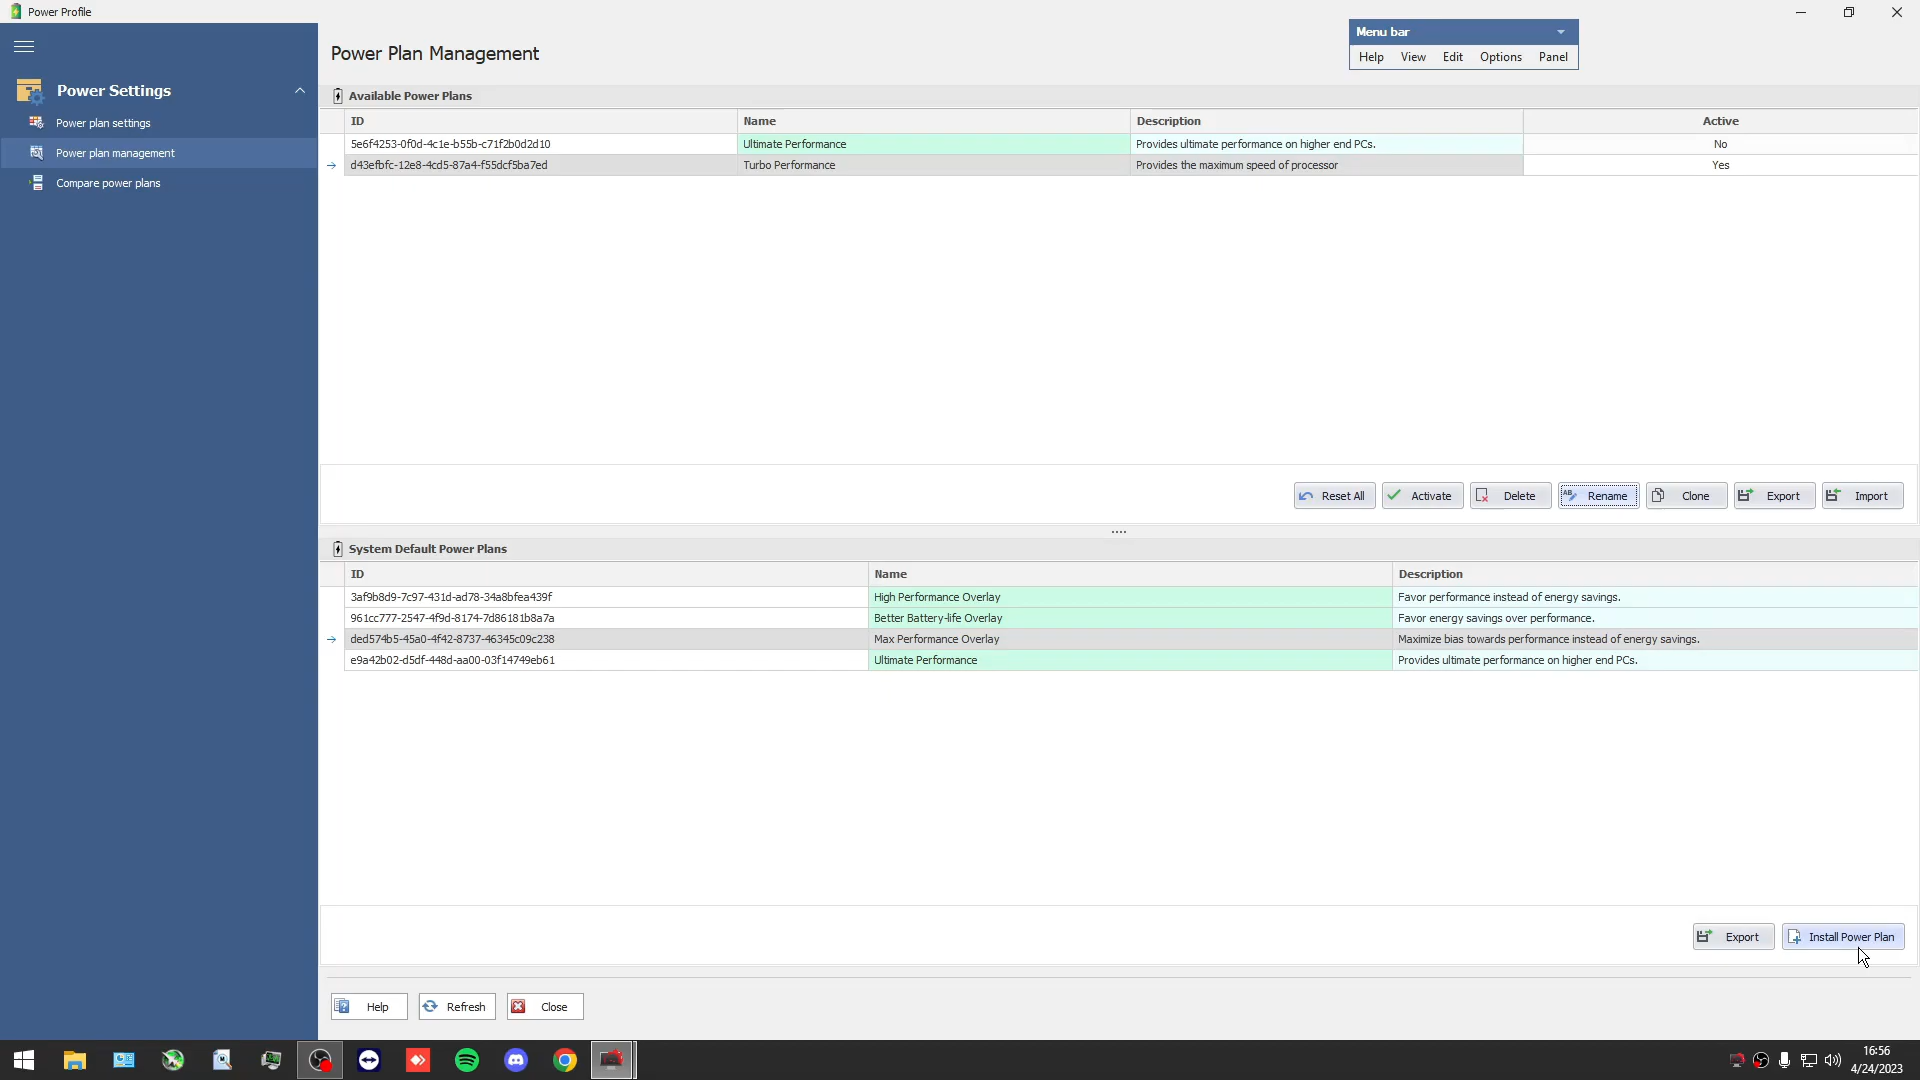 Power Profile
Menu bar
Help View Edit Options Panel
Power Settings
Power plan settings
Power plan management
Compare power plans
Power Plan Management
Available Power Plans
ID Name Description Active
5e6f4253-0f0d-4c1e-b55b-c71f2b0d2d10 Ultimate Performance Provides ultimate performance on higher end PCs. No
d43efbfc-12e8-4cd5-87a4-f55dcf5ba7ed Turbo Performance Provides the maximum speed of processor Yes
Reset All Activate Delete Rename Clone Export Import
System Default Power Plans
ID Name Description
3af9b8d9-7c97-431d-ad78-34a8bfea439f High Performance Overlay Favor performance instead of energy savings.
961cc777-2547-4f9d-8174-7d86181b8a7a Better Battery-life Overlay Favor energy savings over performance.
ded574b5-45a0-4f42-8737-46345c09c238 Max Performance Overlay Maximize bias towards performance instead of energy savings.
e9a42b02-d5df-448d-aa00-03f14749eb61 Ultimate Performance Provides ultimate performance on higher end PCs.
Export Install Power Plan
Help Refresh Close
16:56
4/24/2023